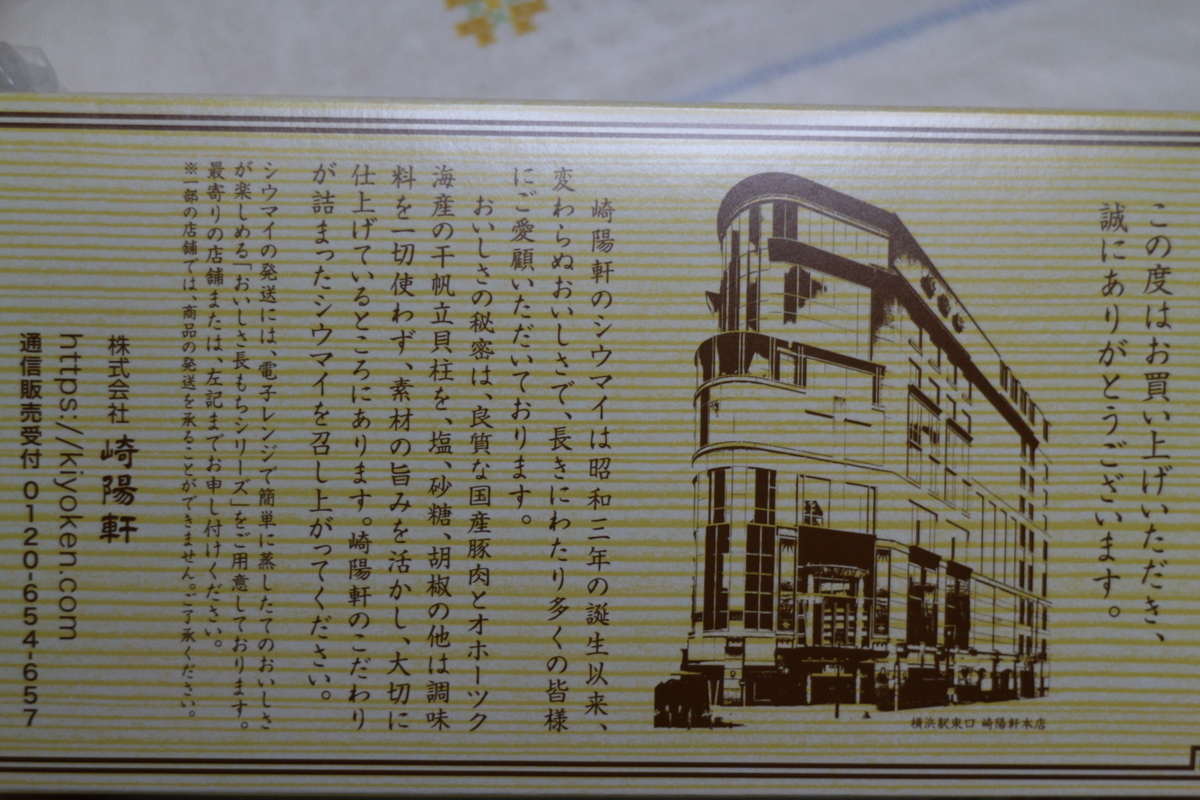 この度はお買い上げいただき、
誠にありがとうございます。
横浜駅東口 崎陽軒本店
崎陽軒のシウマイは昭和三年の誕生以来、
変わらぬおいしさで、長きにわたり多くの皆様
にご愛顧いただいております。
おいしさの秘密は、良質な国産豚肉とオホーツク
海産の干帆立貝柱を、塩、砂糖、胡椒の他は調味
料を一切使わず、素材の旨みを活かし、大切に
仕上げているところにあります。崎陽軒のこだわり
が詰まったシウマイを召し上がってください。
シウマイの発送には、電子レンジで簡単に蒸したてのおいしさ
が楽しめる「おいしさ長もちシリーズ」をご用意しております。
最寄りの店舗または、左記までお申し付けください。
※一部の店舗では、商品の発送を承ることができません。ご了承ください。
株式会社 崎陽軒
https://kiyoken.com
通信販売受付 0120-654-657